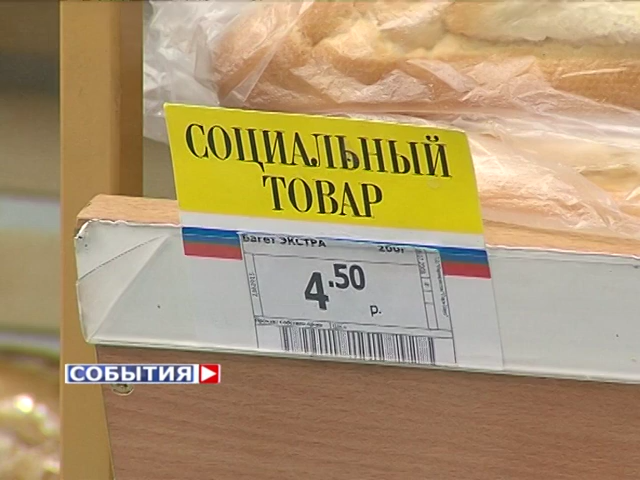 СОЦИАЛЬНЫЙ
ТОВАР
Багет ЭКСТРА 200г
4.50
р.
СОБЫТИЯ